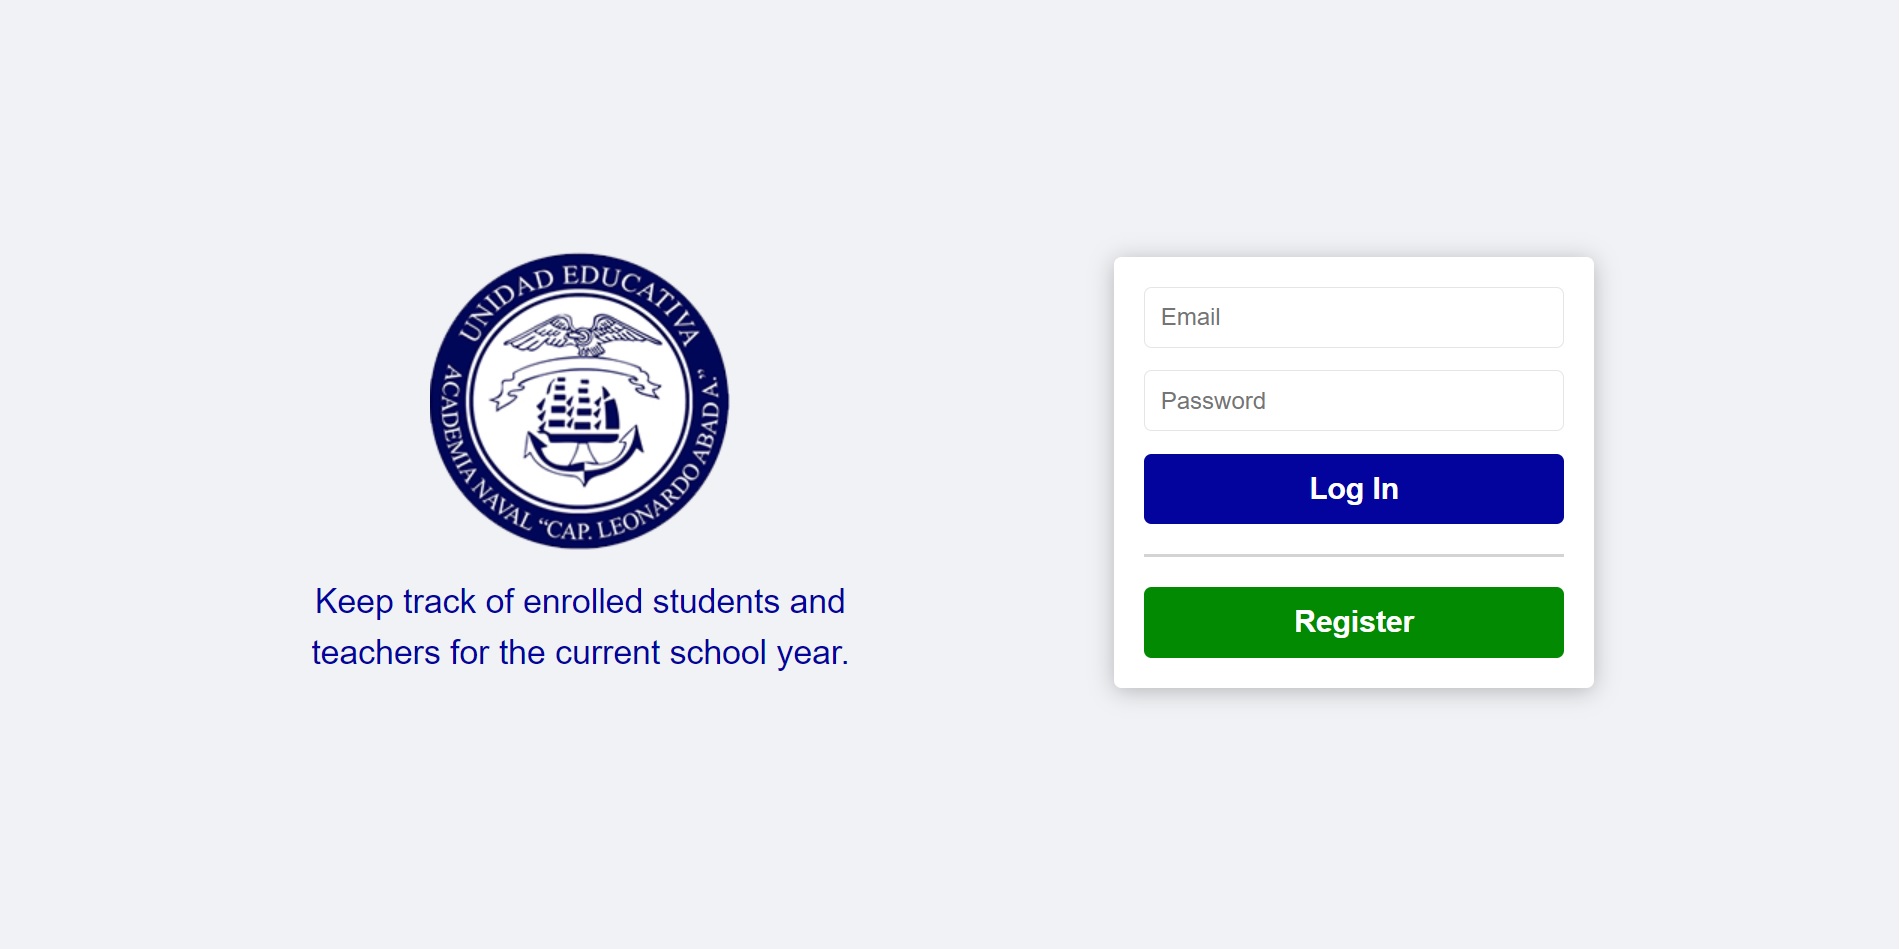 UNIDAD EDUCATIVA
ACADEMIA NAVAL “CAP. LEONARDO ABAD A.”
Keep track of enrolled students and
teachers for the current school year.
Email
Password
Log In
Register